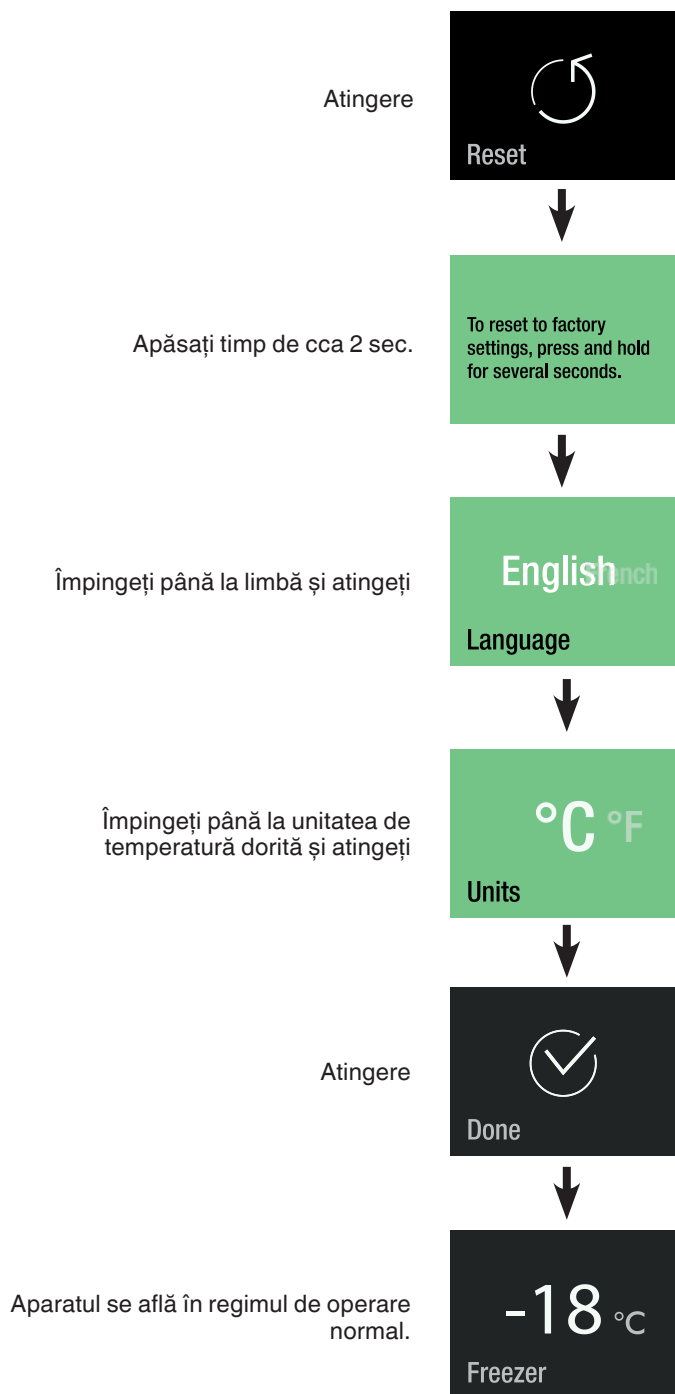 Atingere
Reset
Apăsați timp de cca 2 sec.
To reset to factory
settings, press and hold
for several seconds.
Împingeți până la limbă și atingeți
English French
Language
Împingeți până la unitatea de
temperatură dorită și atingeți
°C °F
Units
Atingere
Done
Aparatul se află în regimul de operare
normal.
-18 °C
Freezer